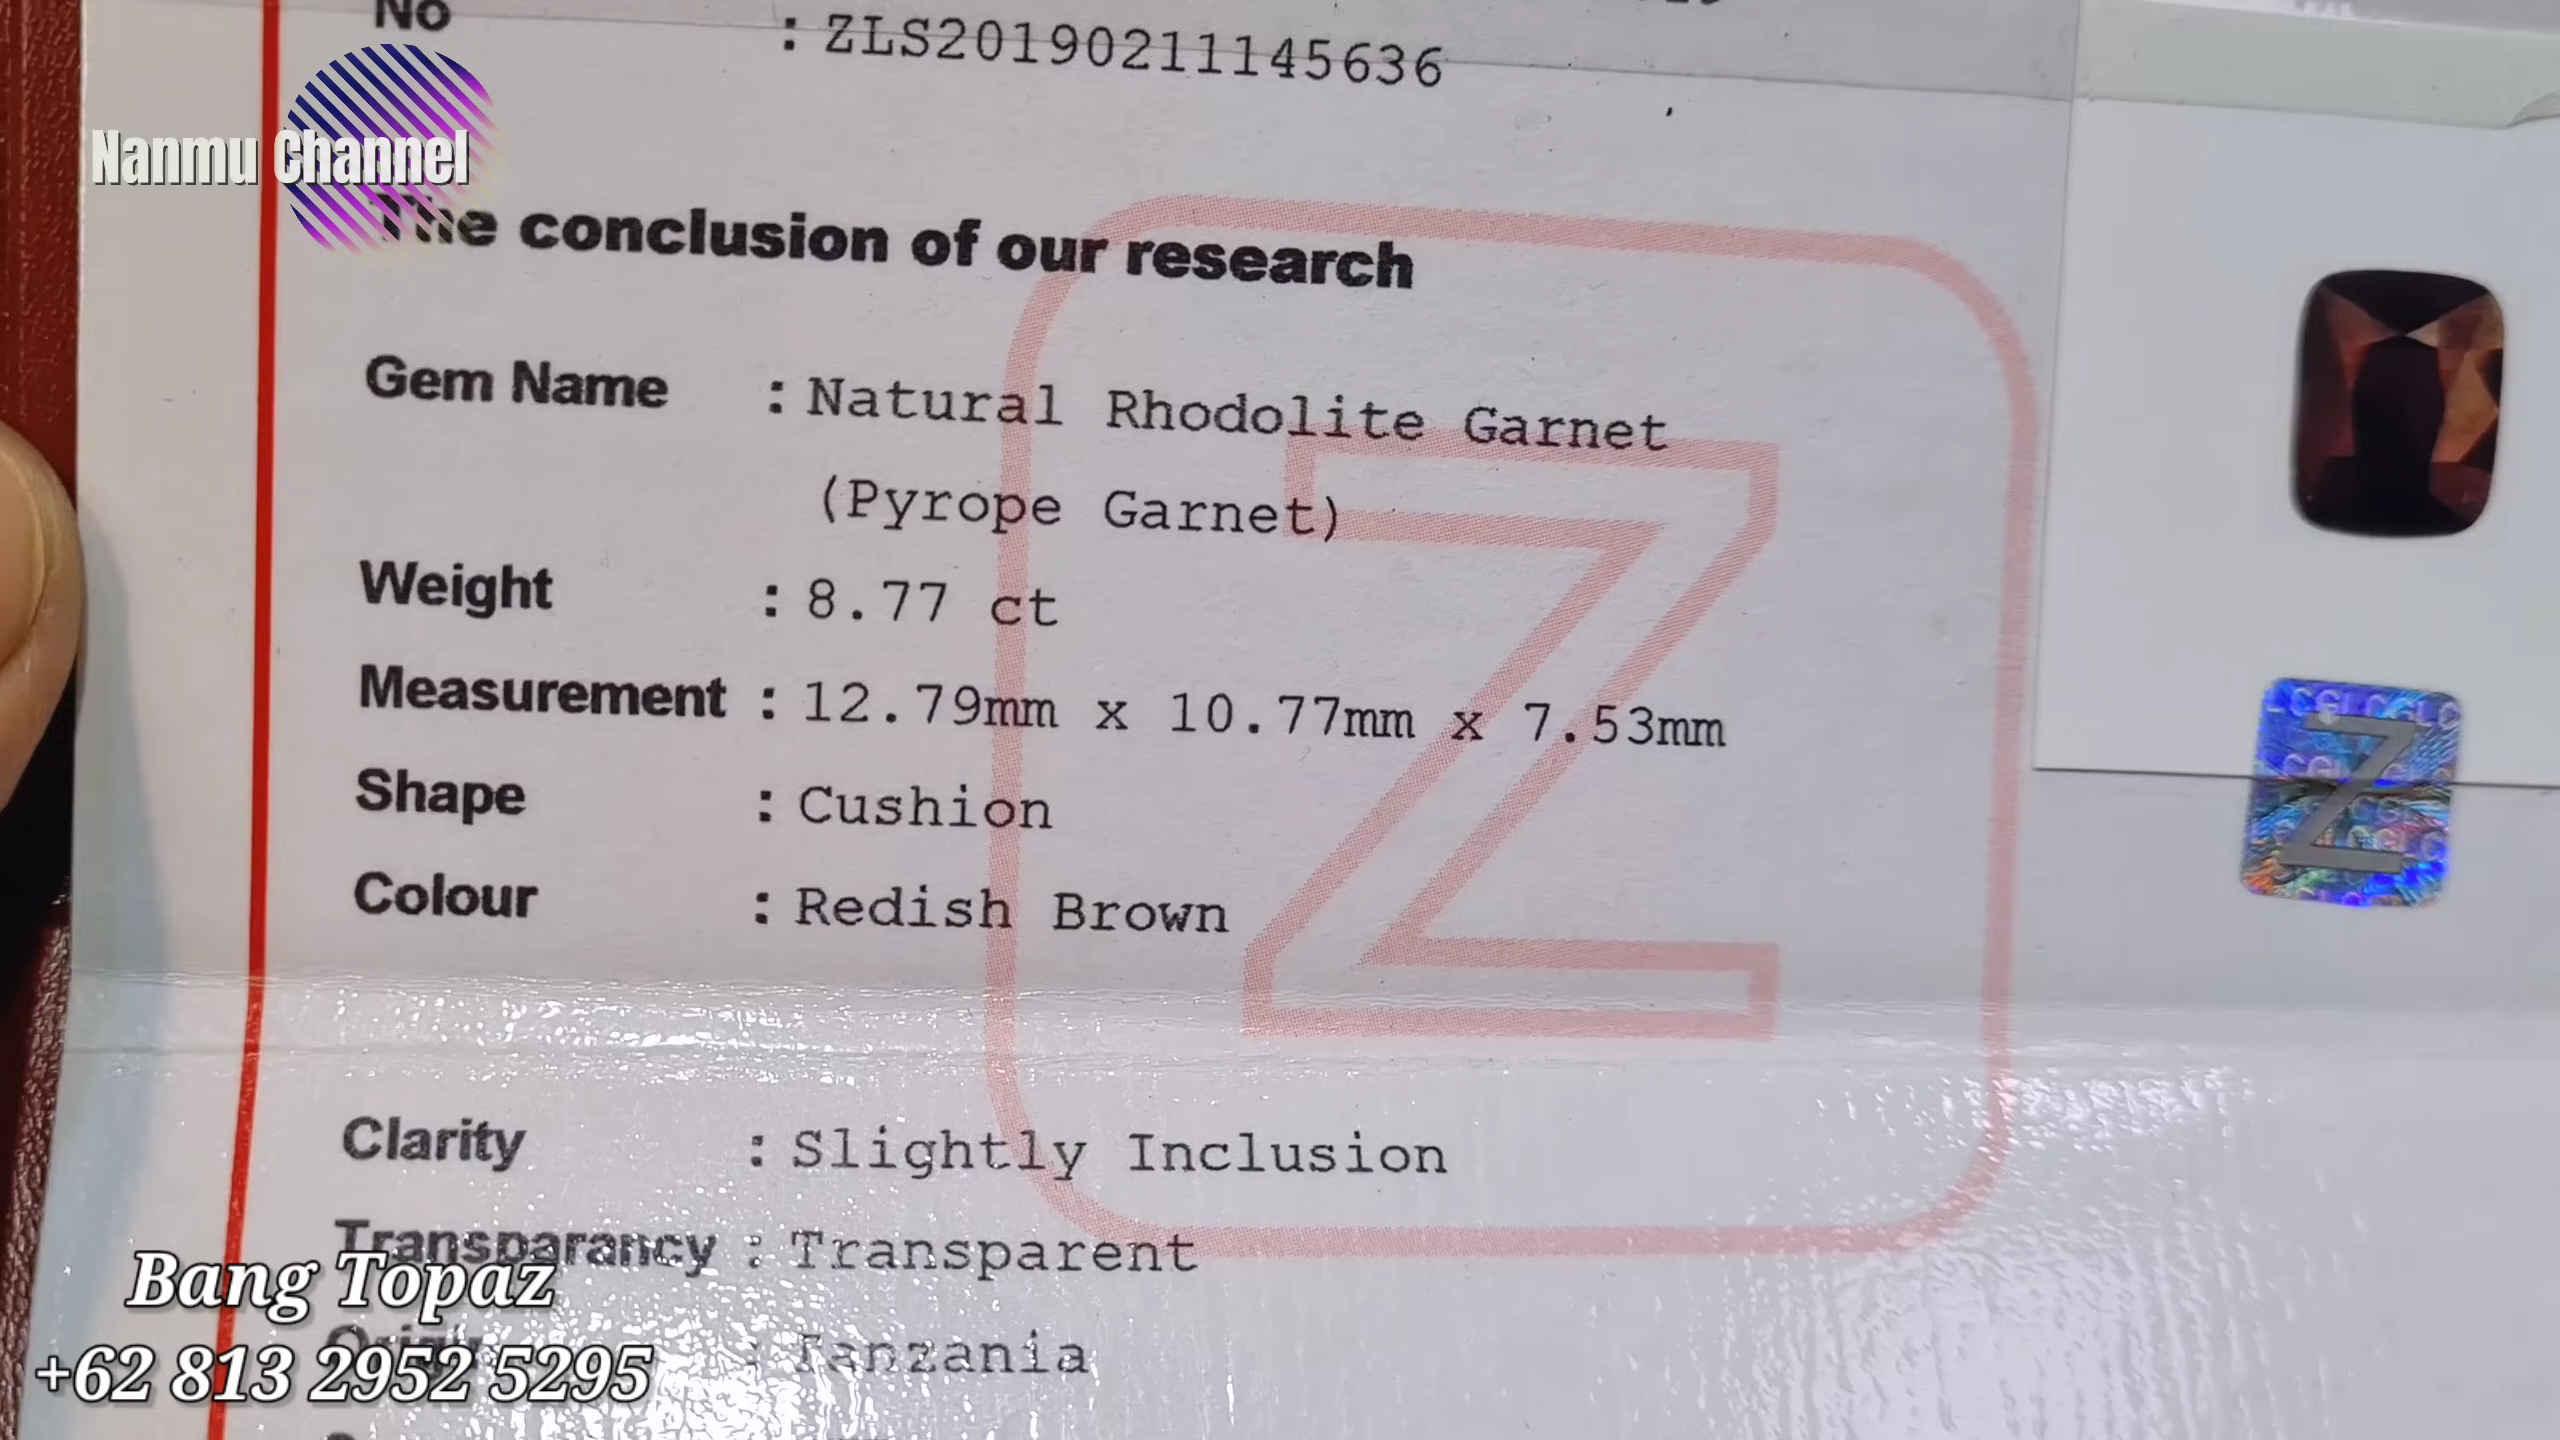 No : ZLS20190211145636
Nanmu Channel
The conclusion of our research
Gem Name : Natural Rhodolite Garnet
(Pyrope Garnet)
Weight : 8.77 ct
Measurement : 12.79mm x 10.77mm x 7.53mm
Shape : Cushion
Colour : Redish Brown
Clarity : Slightly Inclusion
Transparancy : Transparent
Bang Topaz
: Tanzania
+62 813 2952 5295
Z